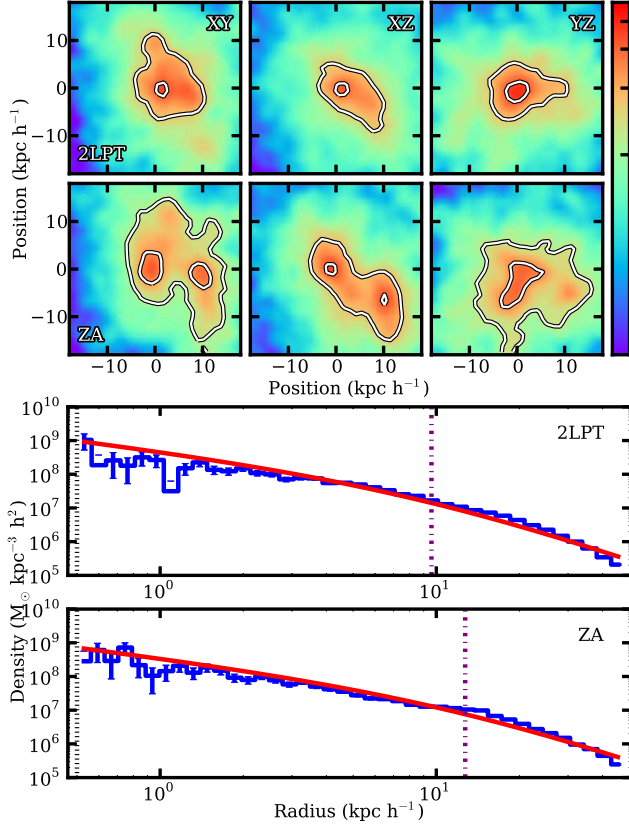 XY XZ YZ
10
0
−10
2LPT
Position (kpc h⁻¹)
10
0
−10
ZA
−10 0 10 −10 0 10 −10 0 10
Position (kpc h⁻¹)
10¹⁰
10⁹
10⁸
10⁷
10⁶
10⁵
2LPT
10⁰ 10¹
Density (M☉ kpc⁻³ h²)
10¹⁰
10⁹
10⁸
10⁷
10⁶
10⁵
ZA
10⁰ 10¹
Radius (kpc h⁻¹)